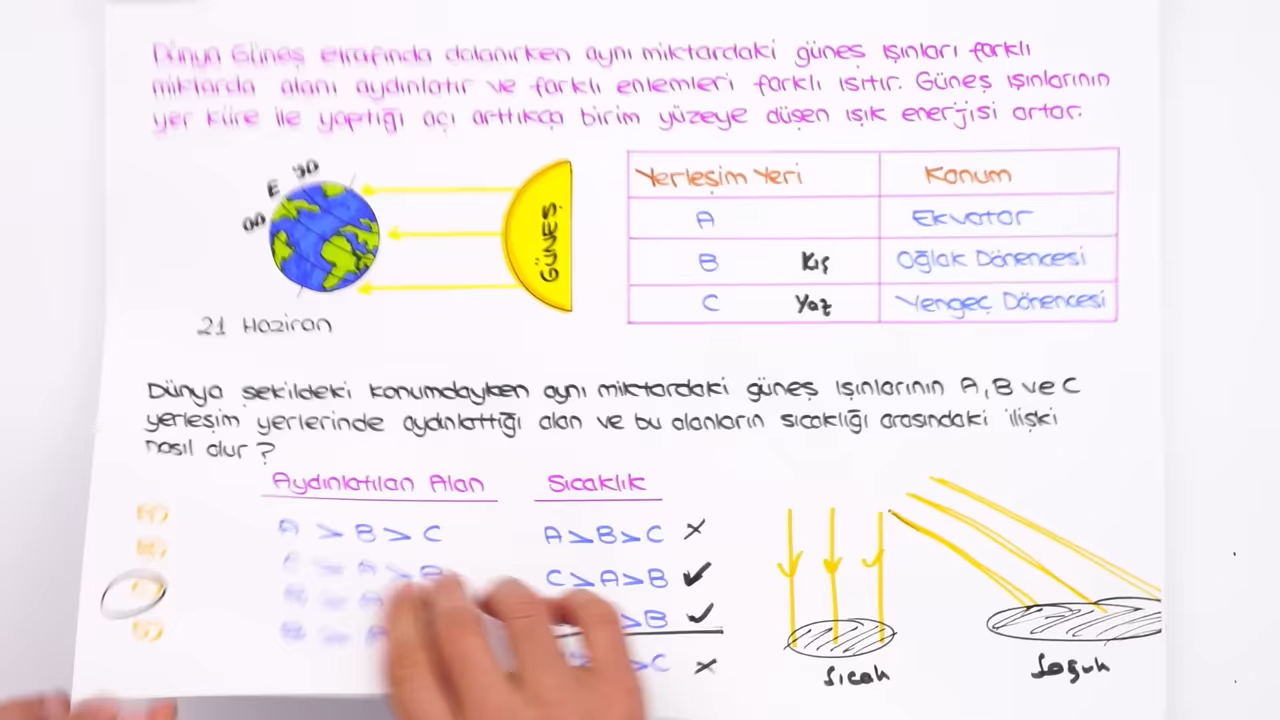 Dünya Güneş etrafında dolanırken aynı miktardaki güneş ışınları farklı
miktarda alanı aydınlatır ve farklı enlemleri farklı ısıtır. Güneş ışınlarının
yer küre ile yaptığı açı arttıkça birim yüzeye düşen ışık enerjisi artar.
90
E
00
GÜNEŞ
21 Haziran
Yerleşim Yeri Konum
A Ekvator
B Kış Oğlak Dönencesi
C Yaz Yengeç Dönencesi
Dünya şekildeki konumdayken aynı miktardaki güneş ışınlarının A, B ve C
yerleşim yerlerinde aydınlattığı alan ve bu alanların sıcaklığı arasındaki ilişki
nasıl olur?
Aydınlatılan Alan Sıcaklık
A > B > C A>B>C ×
C>A>B ✓
>B ✓
>C ×
Sıcak
Soğuk